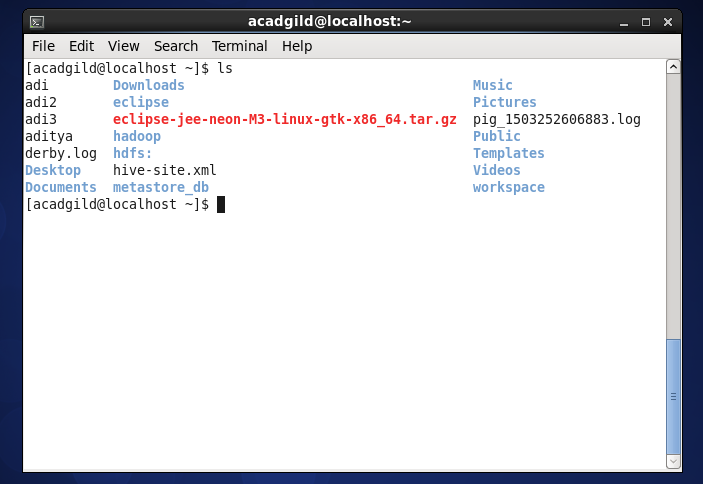 acadgild@localhost:~
File Edit View Search Terminal Help
[acadgild@localhost ~]$ ls
adi Downloads Music
adi2 eclipse Pictures
adi3 eclipse-jee-neon-M3-linux-gtk-x86_64.tar.gz pig_1503252606883.log
aditya hadoop Public
derby.log hdfs: Templates
Desktop hive-site.xml Videos
Documents metastore_db workspace
[acadgild@localhost ~]$